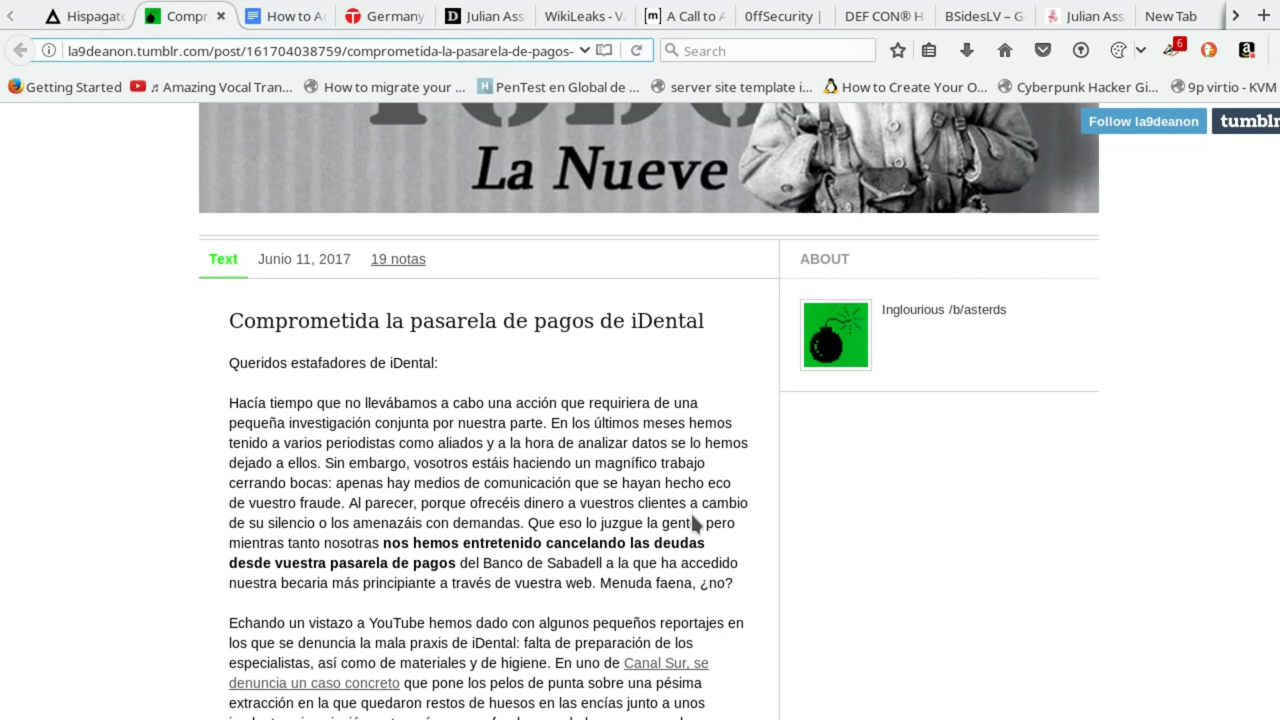 Hispagato
Compr
How to A
Germany
Julian Ass
WikiLeaks - V
A Call to A
0ffSecurity |
DEF CON® H
BSidesLV – G
Julian Ass
New Tab
la9deanon.tumblr.com/post/161704038759/comprometida-la-pasarela-de-pagos-
Search
6
Getting Started
♬ Amazing Vocal Tran...
How to migrate your ...
PenTest en Global de ...
server site template i...
How to Create Your O...
Cyberpunk Hacker Gi...
9p virtio - KVM
La Nueve
Follow la9deanon
tumblr
Text
Junio 11, 2017
19 notas
ABOUT
Inglourious /b/asterds
Comprometida la pasarela de pagos de iDental
Queridos estafadores de iDental:
Hacía tiempo que no llevábamos a cabo una acción que requiriera de una
pequeña investigación conjunta por nuestra parte. En los últimos meses hemos
tenido a varios periodistas como aliados y a la hora de analizar datos se lo hemos
dejado a ellos. Sin embargo, vosotros estáis haciendo un magnífico trabajo
cerrando bocas: apenas hay medios de comunicación que se hayan hecho eco
de vuestro fraude. Al parecer, porque ofrecéis dinero a vuestros clientes a cambio
de su silencio o los amenazáis con demandas. Que eso lo juzgue la gente pero
mientras tanto nosotras nos hemos entretenido cancelando las deudas
desde vuestra pasarela de pagos del Banco de Sabadell a la que ha accedido
nuestra becaria más principiante a través de vuestra web. Menuda faena, ¿no?
Echando un vistazo a YouTube hemos dado con algunos pequeños reportajes en
los que se denuncia la mala praxis de iDental: falta de preparación de los
especialistas, así como de materiales y de higiene. En uno de Canal Sur, se
denuncia un caso concreto que pone los pelos de punta sobre una pésima
extracción en la que quedaron restos de huesos en las encías junto a unos